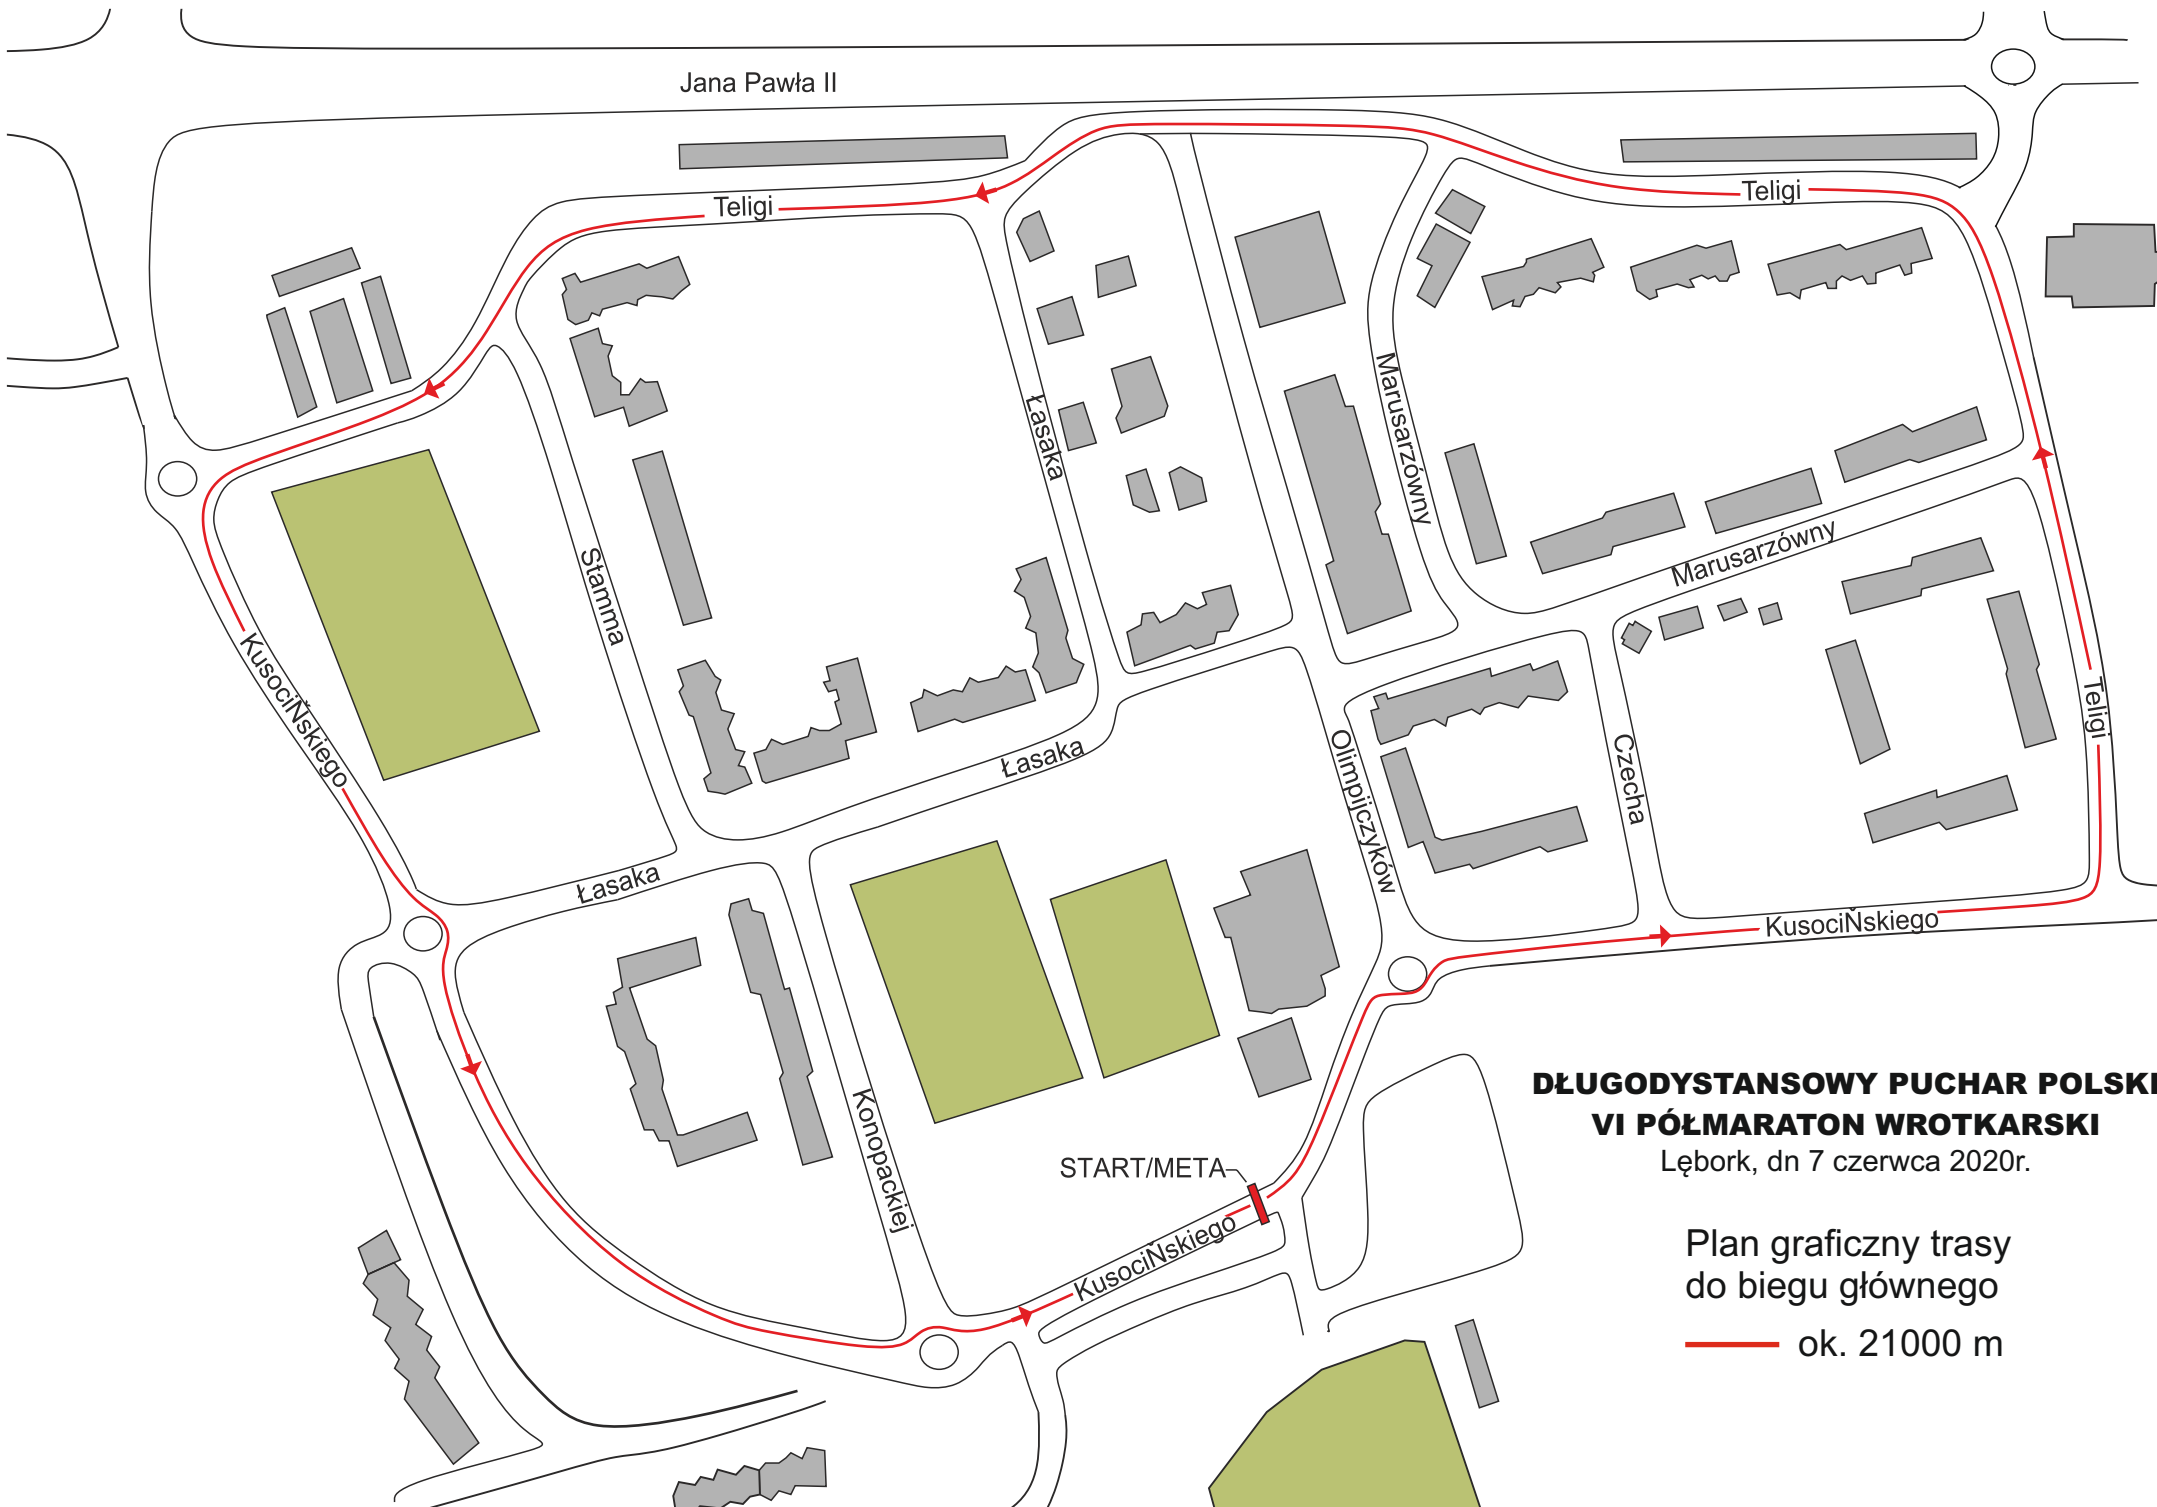 Jana Pawła II
Teligi
Teligi
Łasaka
Marusarzówny
Stamma
Marusarzówny
KusociŃskiego
Teligi
Łasaka
Olimpijczyków
Czecha
Łasaka
KusociŃskiego
Konopackiej
START/META
KusociŃskiego
DŁUGODYSTANSOWY PUCHAR POLSKI
VI PÓŁMARATON WROTKARSKI
Lębork, dn 7 czerwca 2020r.
Plan graficzny trasy
do biegu głównego
ok. 21000 m